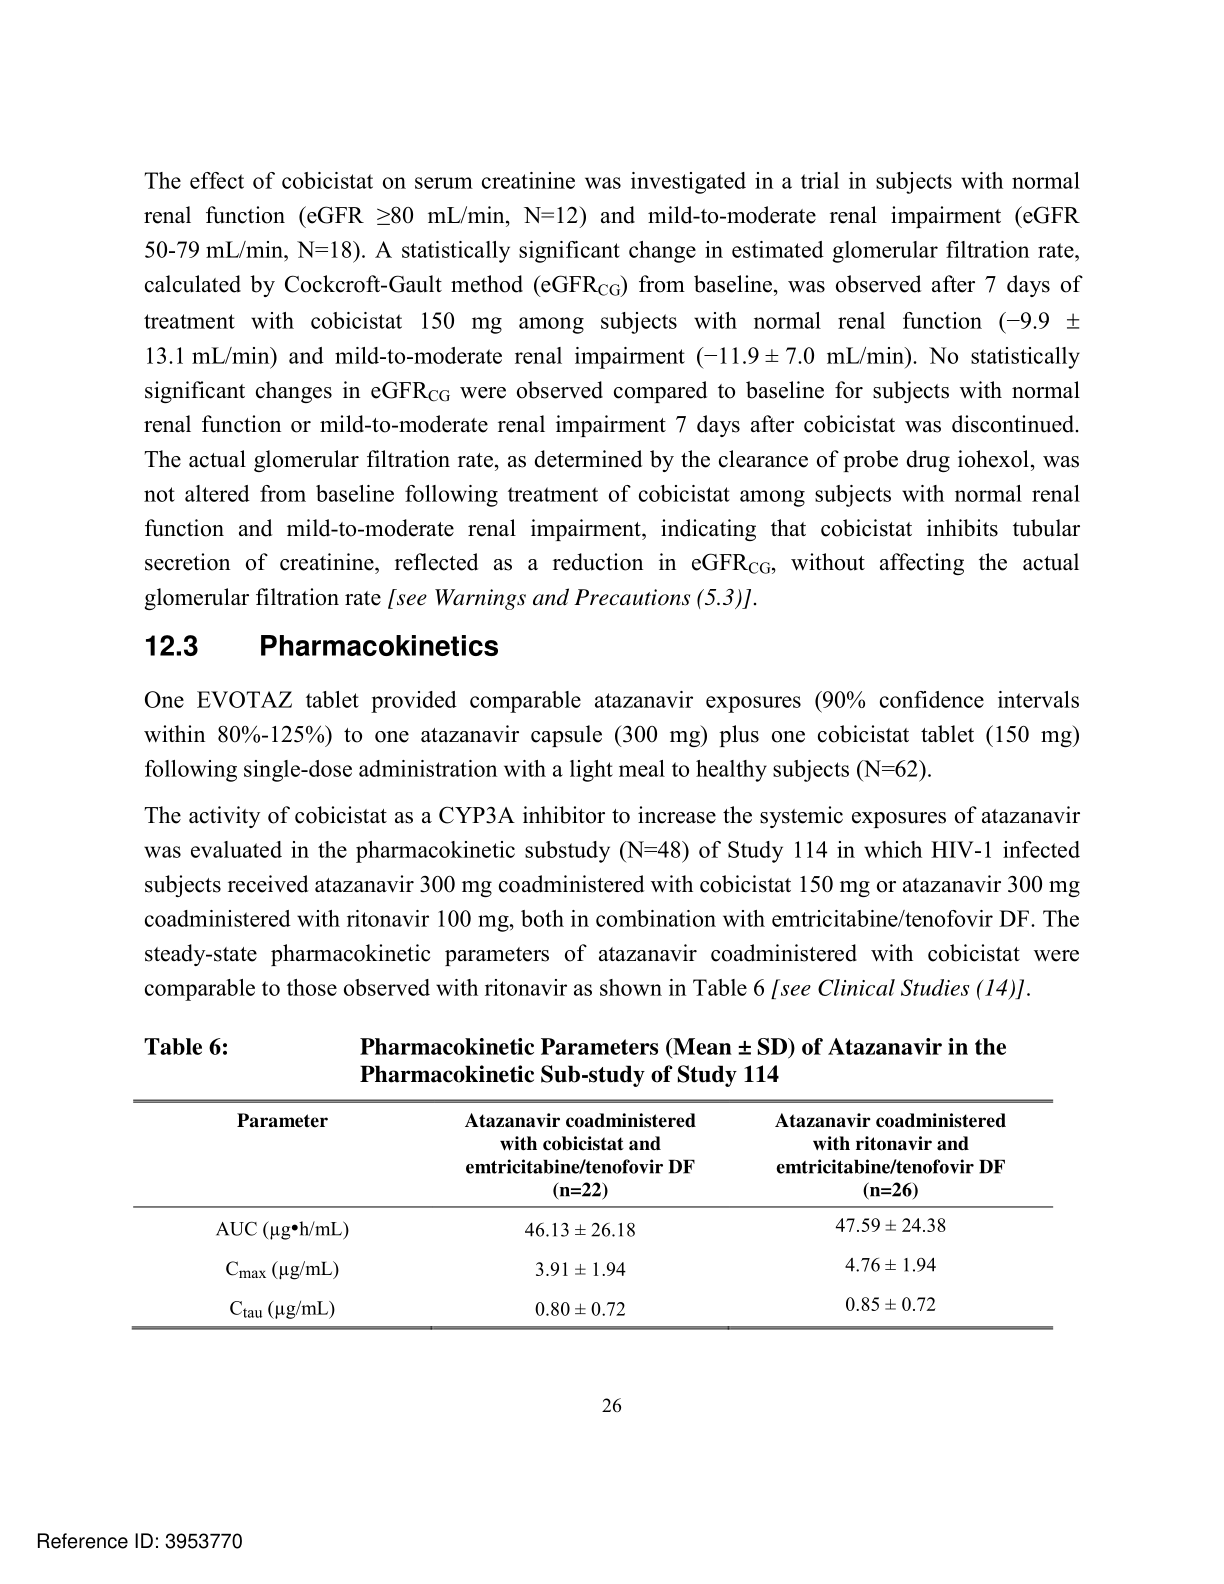 The effect of cobicistat on serum creatinine was investigated in a trial in subjects with normal
renal function (eGFR ≥80 mL/min, N=12) and mild-to-moderate renal impairment (eGFR
50-79 mL/min, N=18). A statistically significant change in estimated glomerular filtration rate,
calculated by Cockcroft-Gault method (eGFRCG) from baseline, was observed after 7 days of
treatment with cobicistat 150 mg among subjects with normal renal function (−9.9 ±
13.1 mL/min) and mild-to-moderate renal impairment (−11.9 ± 7.0 mL/min). No statistically
significant changes in eGFRCG were observed compared to baseline for subjects with normal
renal function or mild-to-moderate renal impairment 7 days after cobicistat was discontinued.
The actual glomerular filtration rate, as determined by the clearance of probe drug iohexol, was
not altered from baseline following treatment of cobicistat among subjects with normal renal
function and mild-to-moderate renal impairment, indicating that cobicistat inhibits tubular
secretion of creatinine, reflected as a reduction in eGFRCG, without affecting the actual
glomerular filtration rate [see Warnings and Precautions (5.3)].
12.3 Pharmacokinetics
One EVOTAZ tablet provided comparable atazanavir exposures (90% confidence intervals
within 80%-125%) to one atazanavir capsule (300 mg) plus one cobicistat tablet (150 mg)
following single-dose administration with a light meal to healthy subjects (N=62).
The activity of cobicistat as a CYP3A inhibitor to increase the systemic exposures of atazanavir
was evaluated in the pharmacokinetic substudy (N=48) of Study 114 in which HIV-1 infected
subjects received atazanavir 300 mg coadministered with cobicistat 150 mg or atazanavir 300 mg
coadministered with ritonavir 100 mg, both in combination with emtricitabine/tenofovir DF. The
steady-state pharmacokinetic parameters of atazanavir coadministered with cobicistat were
comparable to those observed with ritonavir as shown in Table 6 [see Clinical Studies (14)].
Table 6: Pharmacokinetic Parameters (Mean ± SD) of Atazanavir in the
Pharmacokinetic Sub-study of Study 114
Parameter Atazanavir coadministered Atazanavir coadministered
with cobicistat and with ritonavir and
emtricitabine/tenofovir DF emtricitabine/tenofovir DF
(n=22) (n=26)
AUC (µg•h/mL) 46.13 ± 26.18 47.59 ± 24.38
Cmax (µg/mL) 3.91 ± 1.94 4.76 ± 1.94
Ctau (µg/mL) 0.80 ± 0.72 0.85 ± 0.72
26
Reference ID: 3953770